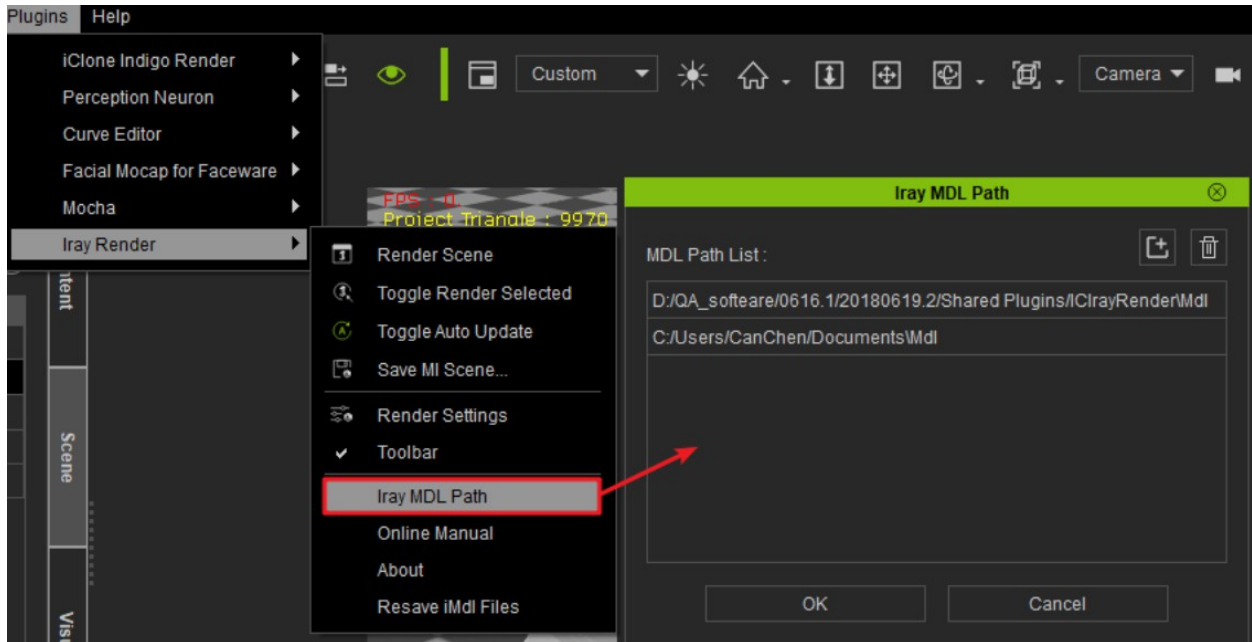 Plugins Help
iClone Indigo Render
Perception Neuron
Curve Editor
Facial Mocap for Faceware
Mocha
Iray Render
Custom
Camera
FPS : 0.
Project Triangle : 9970
Render Scene
Toggle Render Selected
Toggle Auto Update
Save MI Scene...
Render Settings
Toolbar
Iray MDL Path
Online Manual
About
Resave iMdl Files
Scene
Iray MDL Path
MDL Path List :
D:/QA_softeare/0616.1/20180619.2/Shared Plugins/ICIrayRender\Mdl
C:/Users/CanChen/Documents\Mdl
OK Cancel